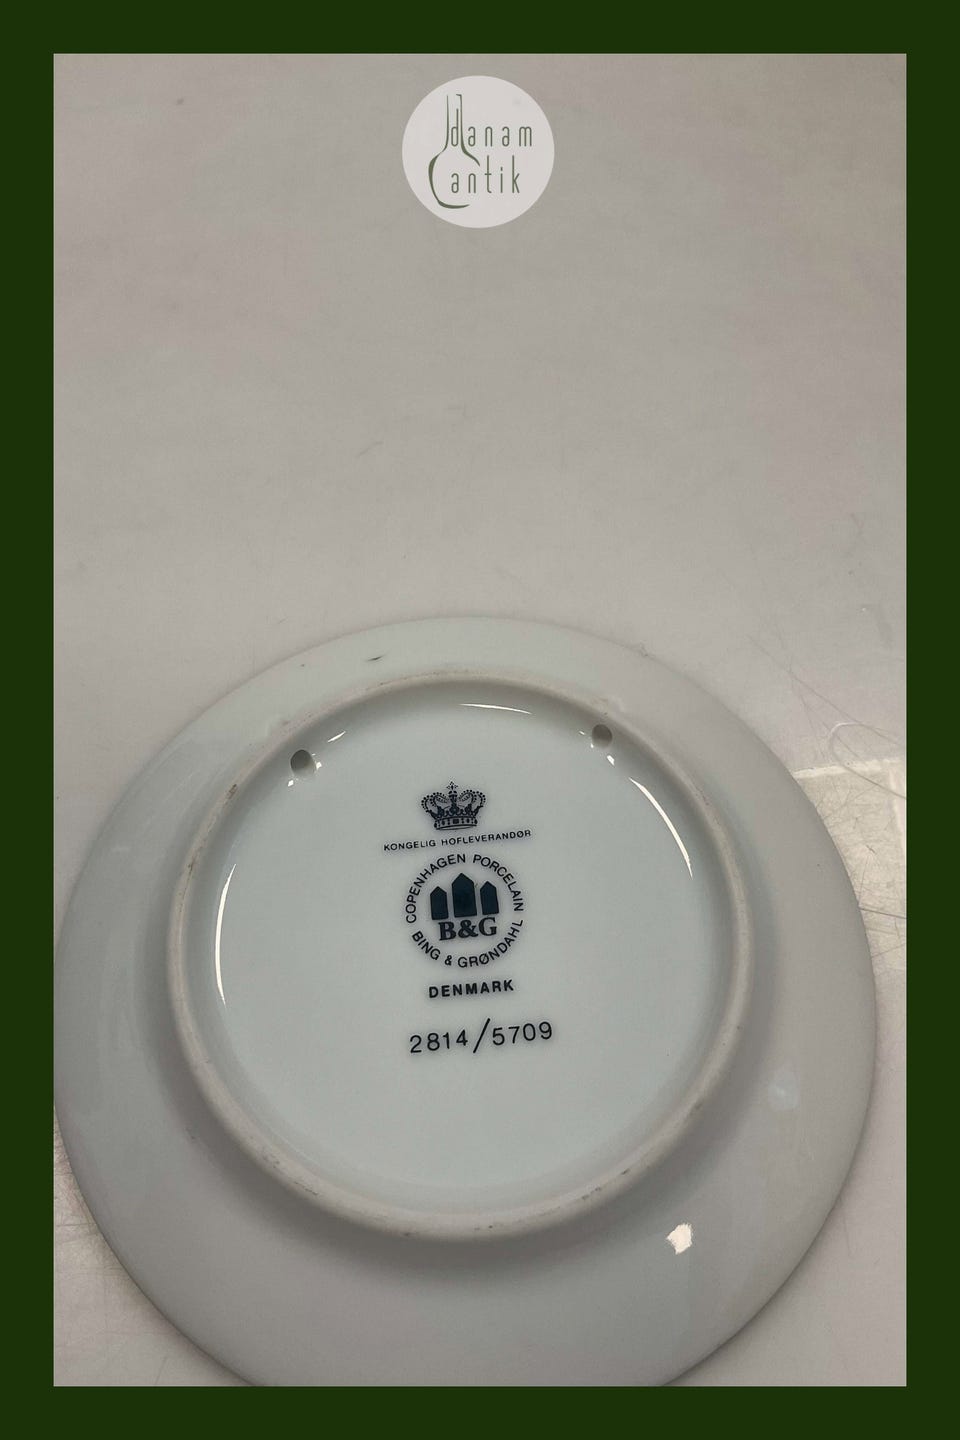 danam
antik
KONGELIG HOFLEVERANDØR
COPENHAGEN PORCELAIN
B&G
BING & GRØNDAHL
DENMARK
2814/5709